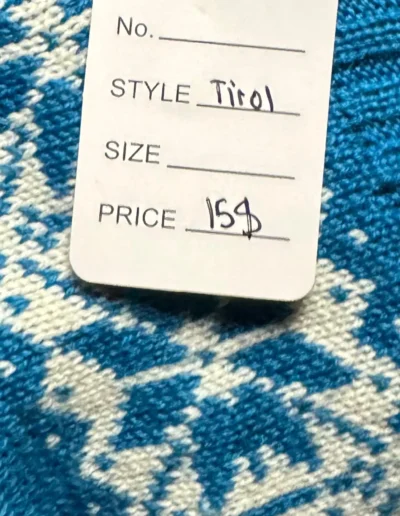 No.
STYLE Tirol
SIZE
PRICE 15$